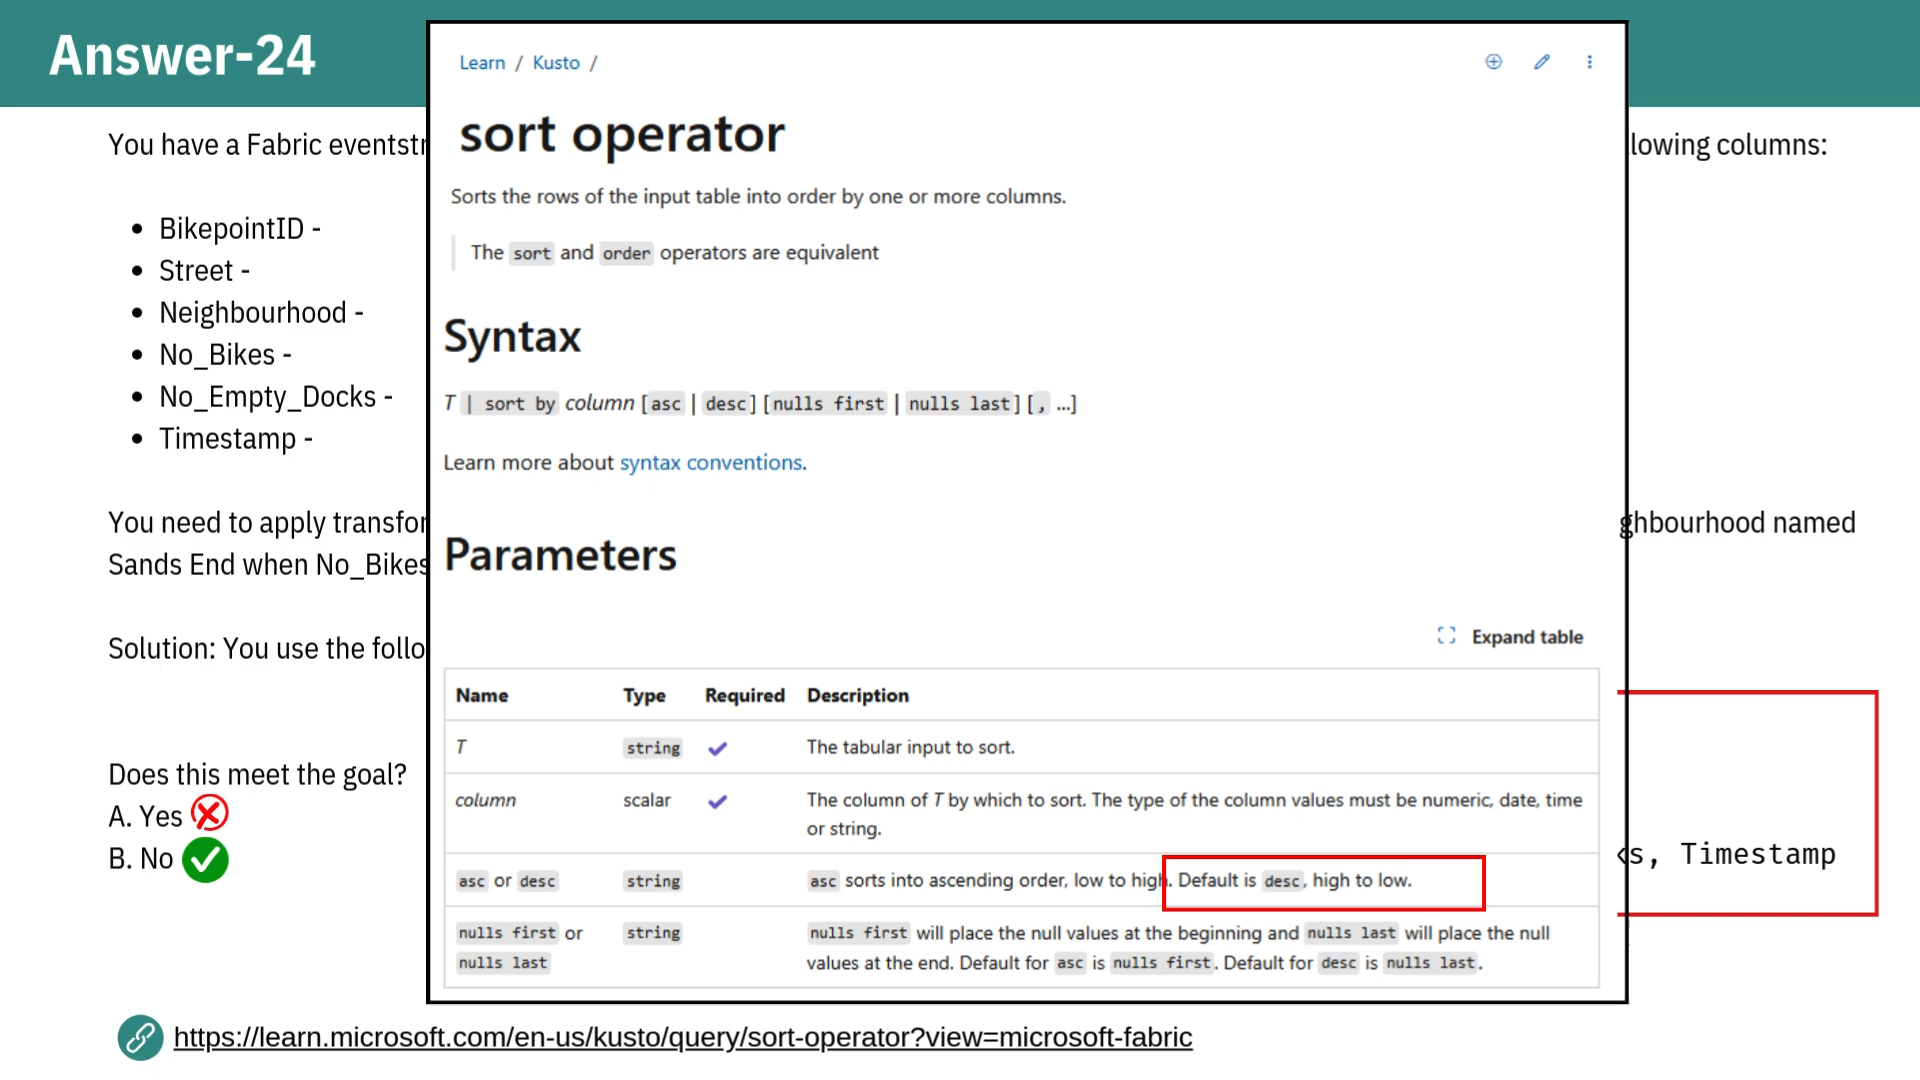 Answer-24
Learn / Kusto /
sort operator
You have a Fabric eventstr
lowing columns:
Sorts the rows of the input table into order by one or more columns.
The sort and order operators are equivalent
• BikepointID -
• Street -
• Neighbourhood -
• No_Bikes -
• No_Empty_Docks -
• Timestamp -
Syntax
T | sort by column [asc | desc] [nulls first | nulls last] [, ...]
Learn more about syntax conventions.
You need to apply transfor
ghbourhood named
Sands End when No_Bikes
Parameters
Solution: You use the follo
Expand table
Name Type Required Description
T string The tabular input to sort.
column scalar The column of T by which to sort. The type of the column values must be numeric, date, time
or string.
asc or desc string asc sorts into ascending order, low to high. Default is desc, high to low.
nulls first or string nulls first will place the null values at the beginning and nulls last will place the null
nulls last values at the end. Default for asc is nulls first. Default for desc is nulls last.
Does this meet the goal?
A. Yes
B. No
s, Timestamp
https://learn.microsoft.com/en-us/kusto/query/sort-operator?view=microsoft-fabric